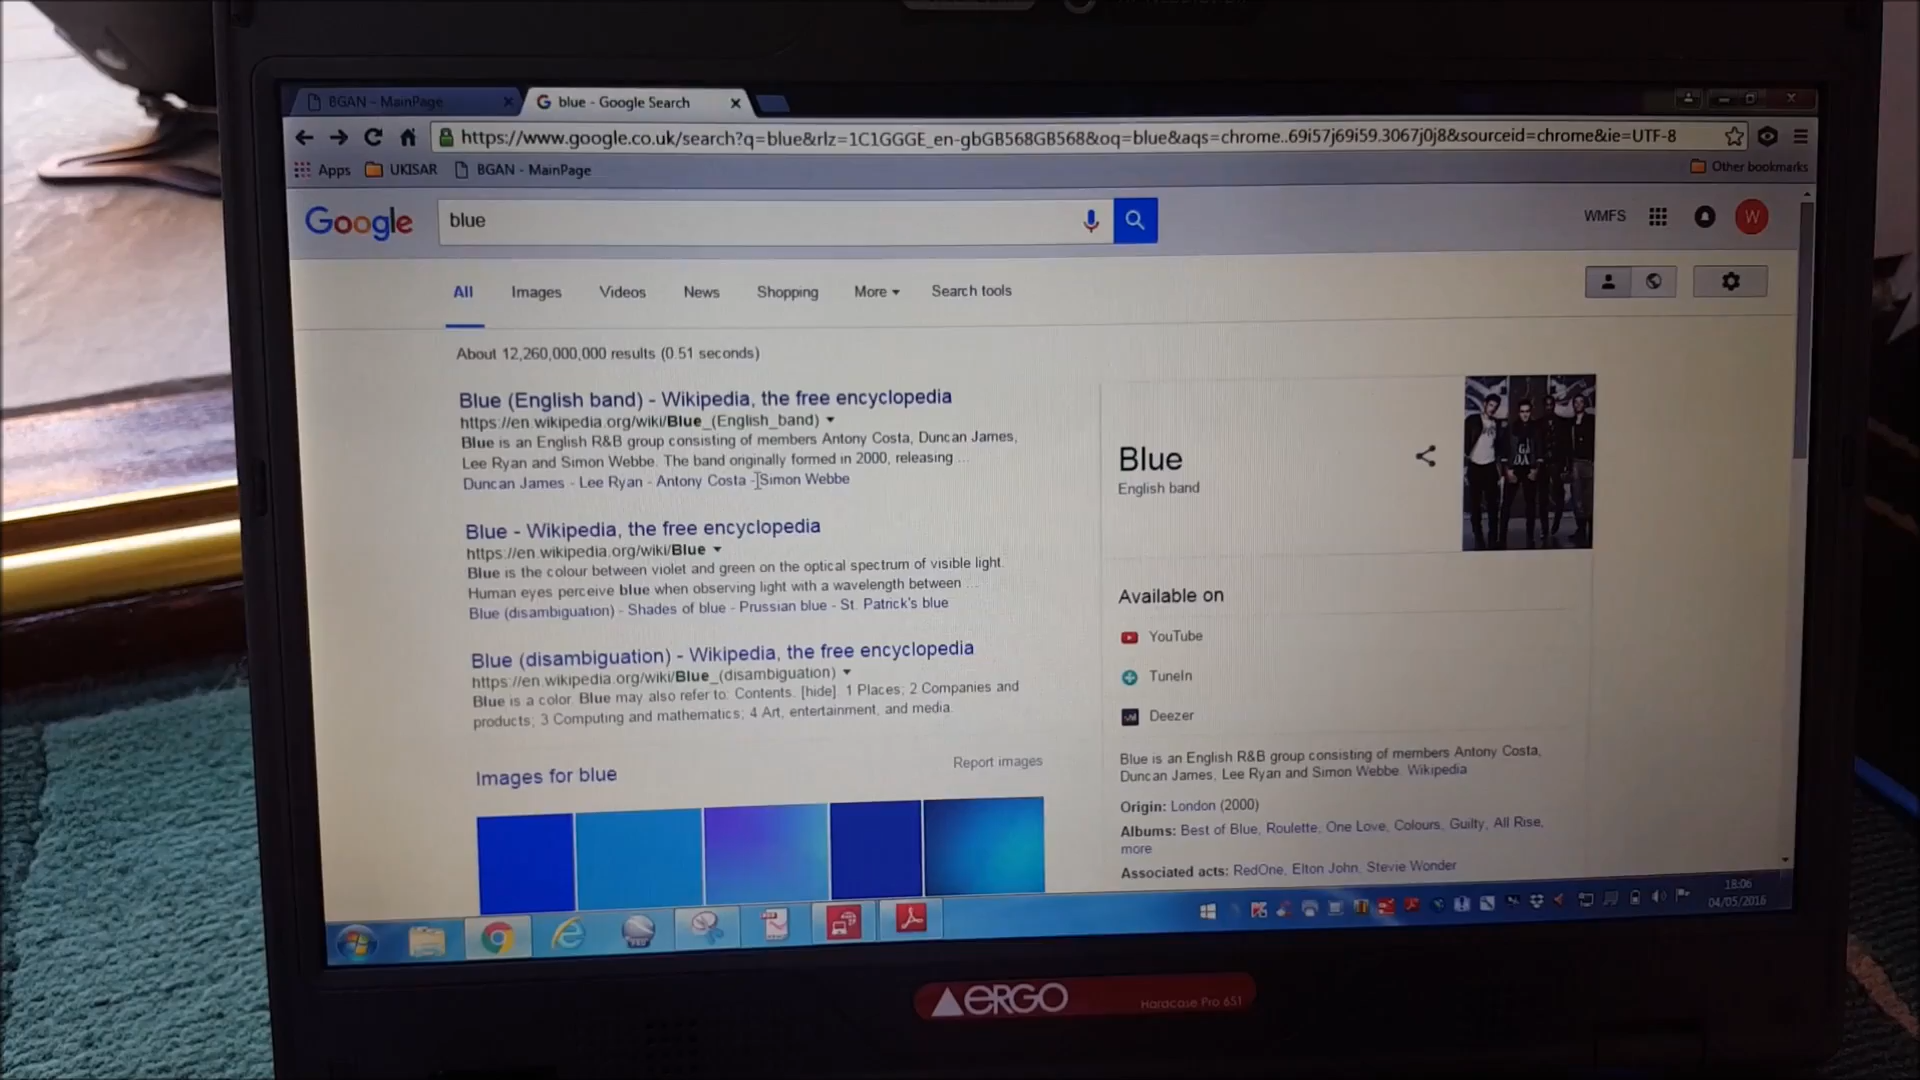 BGAN - MainPage
blue - Google Search
https://www.google.co.uk/search?q=blue&rlz=1C1GGGE_en-gbGB568GB568&oq=blue&aqs=chrome..69i57j69i59.3067j0j8&sourceid=chrome&ie=UTF-8
Apps UKISAR BGAN - MainPage Other bookmarks
Google blue WMFS W
All Images Videos News Shopping More Search tools
About 12,260,000,000 results (0.51 seconds)
Blue (English band) - Wikipedia, the free encyclopedia
https://en.wikipedia.org/wiki/Blue_(English_band)
Blue is an English R&B group consisting of members Antony Costa, Duncan James,
Lee Ryan and Simon Webbe. The band originally formed in 2000, releasing ...
Duncan James - Lee Ryan - Antony Costa - Simon Webbe
Blue - Wikipedia, the free encyclopedia
https://en.wikipedia.org/wiki/Blue
Blue is the colour between violet and green on the optical spectrum of visible light.
Human eyes perceive blue when observing light with a wavelength between ...
Blue (disambiguation) - Shades of blue - Prussian blue - St. Patrick's blue
Blue (disambiguation) - Wikipedia, the free encyclopedia
https://en.wikipedia.org/wiki/Blue_(disambiguation)
Blue is a color. Blue may also refer to: Contents. [hide]. 1 Places; 2 Companies and
products; 3 Computing and mathematics; 4 Art, entertainment, and media.
Images for blue
Report images
Blue
English band
Available on
YouTube
TuneIn
Deezer
Blue is an English R&B group consisting of members Antony Costa,
Duncan James, Lee Ryan and Simon Webbe. Wikipedia
Origin: London (2000)
Albums: Best of Blue, Roulette, One Love, Colours, Guilty, All Rise,
more
Associated acts: RedOne, Elton John, Stevie Wonder
18:06
04/05/2016
ERGO
Hardcase Pro 651